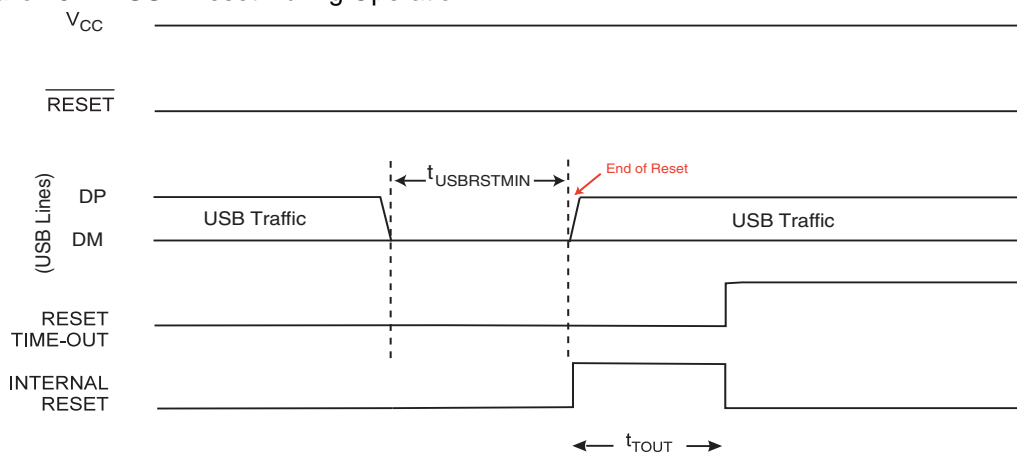 VCC
RESET
tUSBRSTMIN
End of Reset
(USB Lines)
DP
USB Traffic
USB Traffic
DM
RESET
TIME-OUT
INTERNAL
RESET
tTOUT